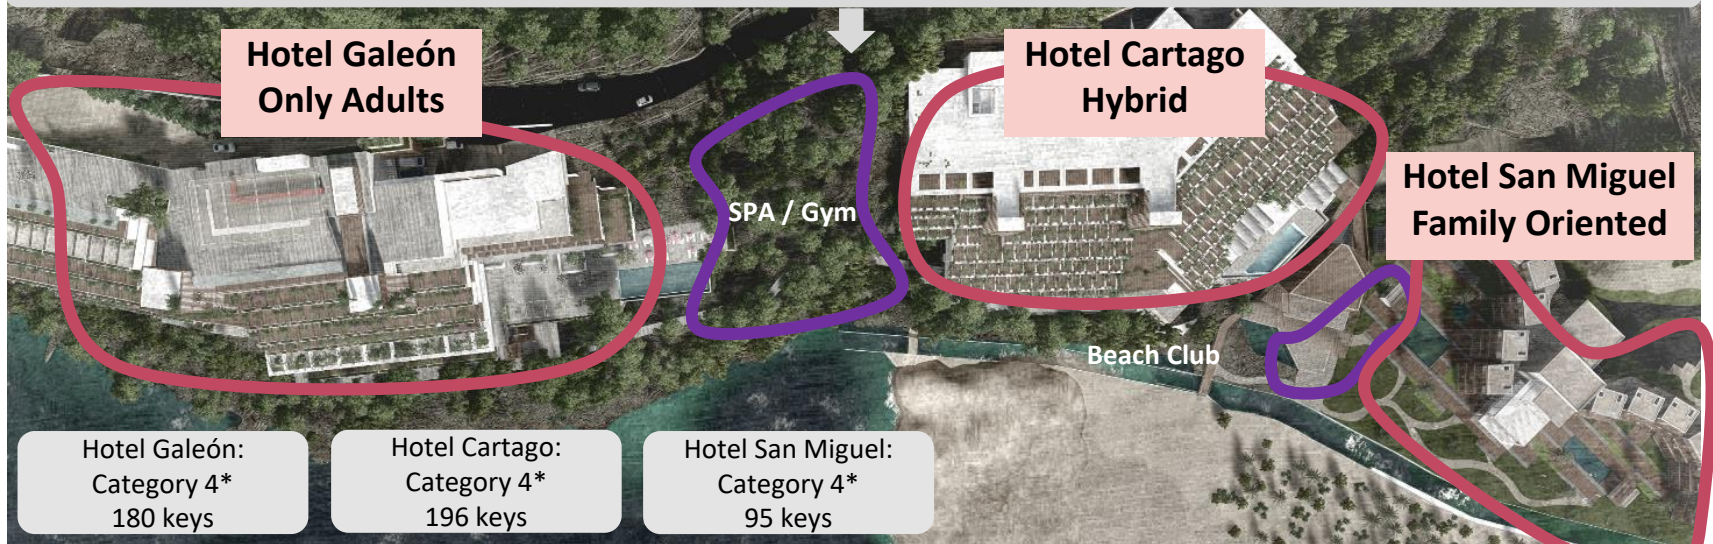 Hotel Galeón
Only Adults
Hotel Cartago
Hybrid
Hotel San Miguel
Family Oriented
SPA / Gym
Beach Club
Hotel Galeón:
Category 4*
180 keys
Hotel Cartago:
Category 4*
196 keys
Hotel San Miguel:
Category 4*
95 keys